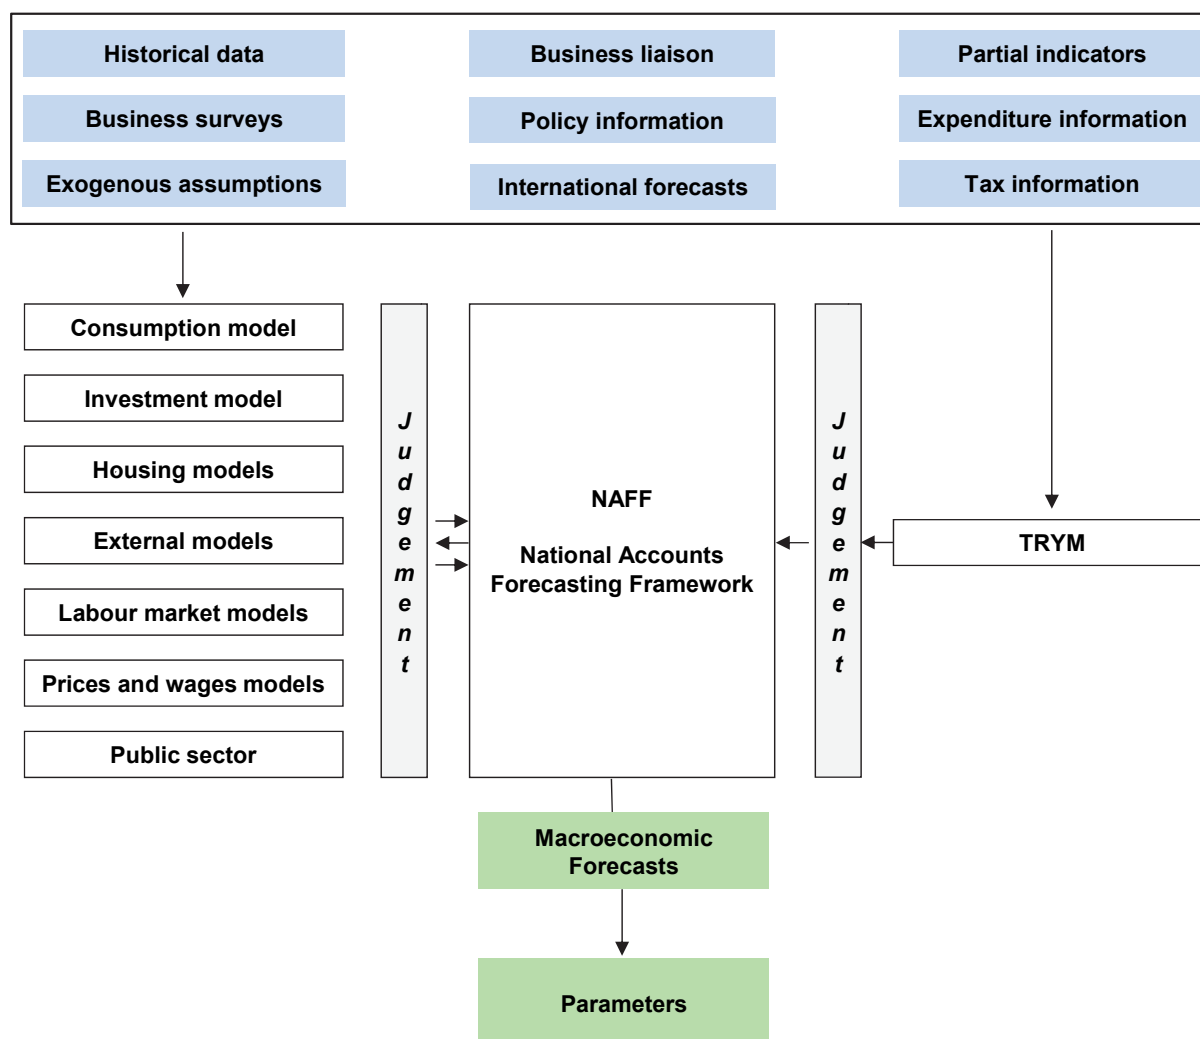 Historical data
Business liaison
Partial indicators
Business surveys
Policy information
Expenditure information
Exogenous assumptions
International forecasts
Tax information
Consumption model
Investment model
Housing models
External models
Labour market models
Prices and wages models
Public sector
Judgement
NAFF
National Accounts
Forecasting Framework
Judgement
TRYM
Macroeconomic
Forecasts
Parameters